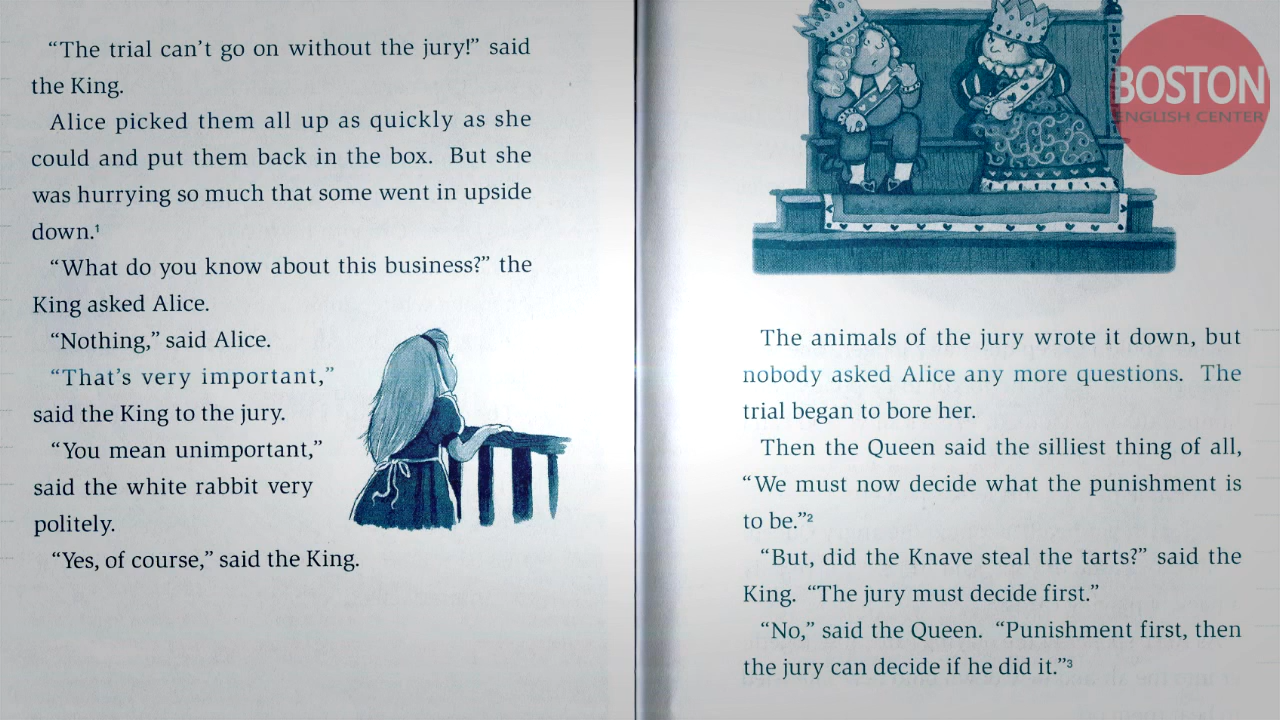 “The trial can’t go on without the jury!” said
the King.
Alice picked them all up as quickly as she
could and put them back in the box. But she
was hurrying so much that some went in upside
down.¹
“What do you know about this business?” the
King asked Alice.
“Nothing,” said Alice.
“That’s very important,”
said the King to the jury.
“You mean unimportant,”
said the white rabbit very
politely.
“Yes, of course,” said the King.
BOSTON
ENGLISH CENTER
The animals of the jury wrote it down, but
nobody asked Alice any more questions. The
trial began to bore her.
Then the Queen said the silliest thing of all,
“We must now decide what the punishment is
to be.”²
“But, did the Knave steal the tarts?” said the
King. “The jury must decide first.”
“No,” said the Queen. “Punishment first, then
the jury can decide if he did it.”³